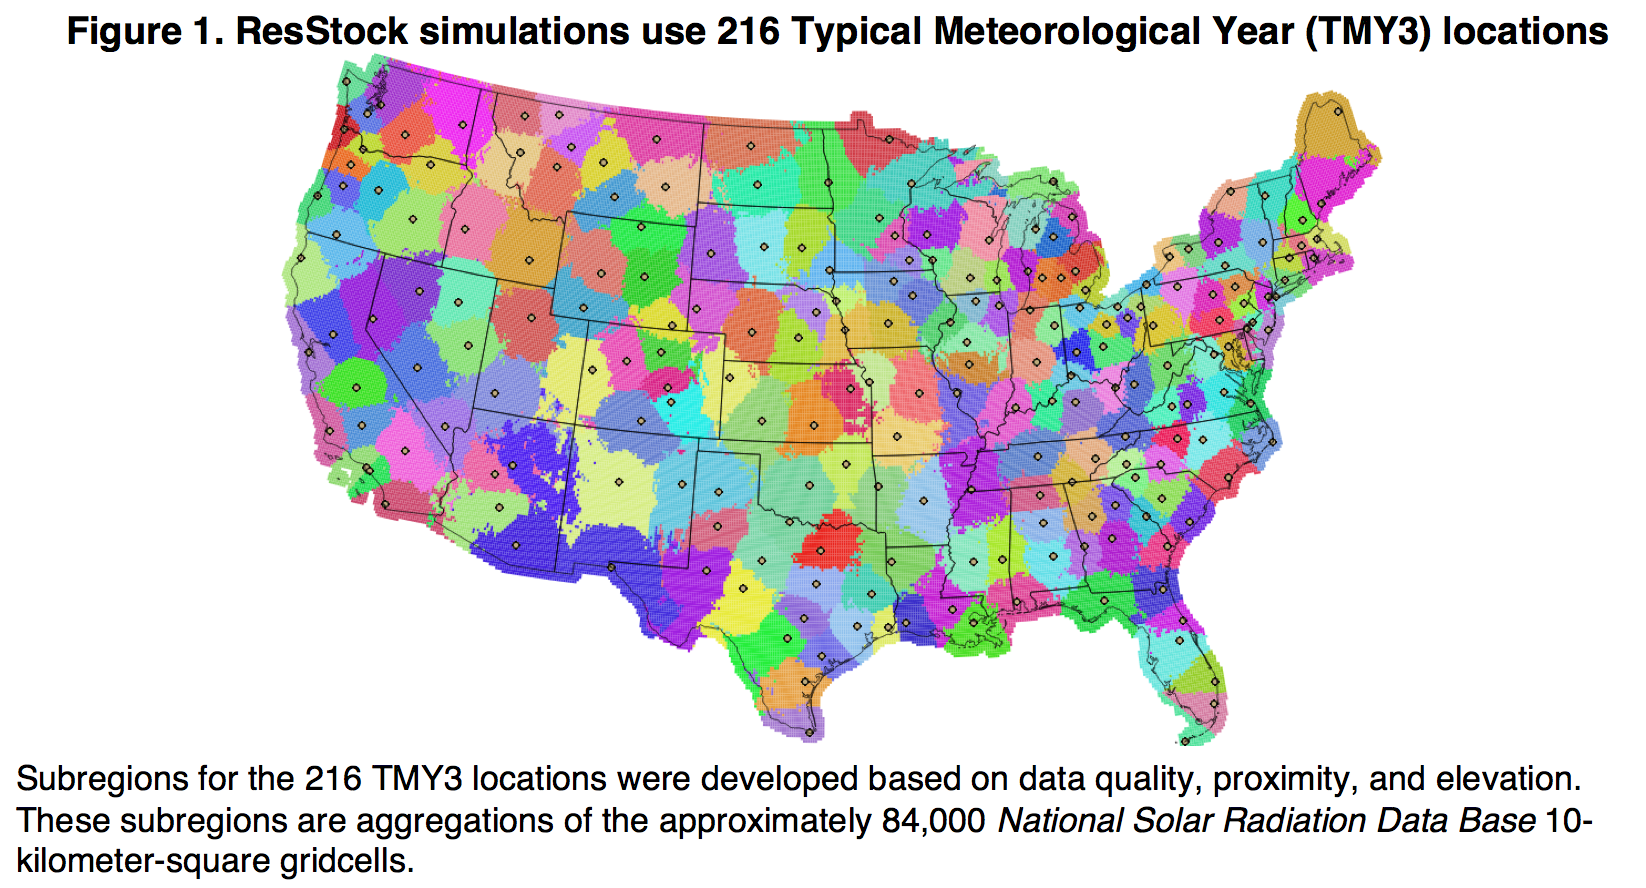 Figure 1. ResStock simulations use 216 Typical Meteorological Year (TMY3) locations
Subregions for the 216 TMY3 locations were developed based on data quality, proximity, and elevation.
These subregions are aggregations of the approximately 84,000 National Solar Radiation Data Base 10-
kilometer-square gridcells.